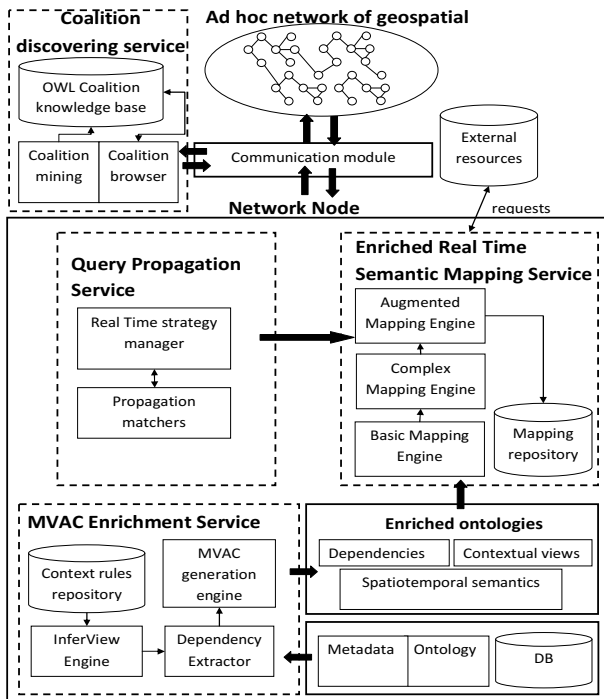 Coalition
discovering service
OWL Coalition
knowledge base
Coalition
mining
Coalition
browser
Ad hoc network of geospatial
Communication module
External
resources
requests
Network Node
Query Propagation
Service
Real Time strategy
manager
Propagation
matchers
Enriched Real Time
Semantic Mapping Service
Augmented
Mapping Engine
Complex
Mapping Engine
Basic Mapping
Engine
Mapping
repository
MVAC Enrichment Service
Context rules
repository
MVAC
generation
engine
InferView
Engine
Dependency
Extractor
Enriched ontologies
Dependencies
Contextual views
Spatiotemporal semantics
Metadata
Ontology
DB